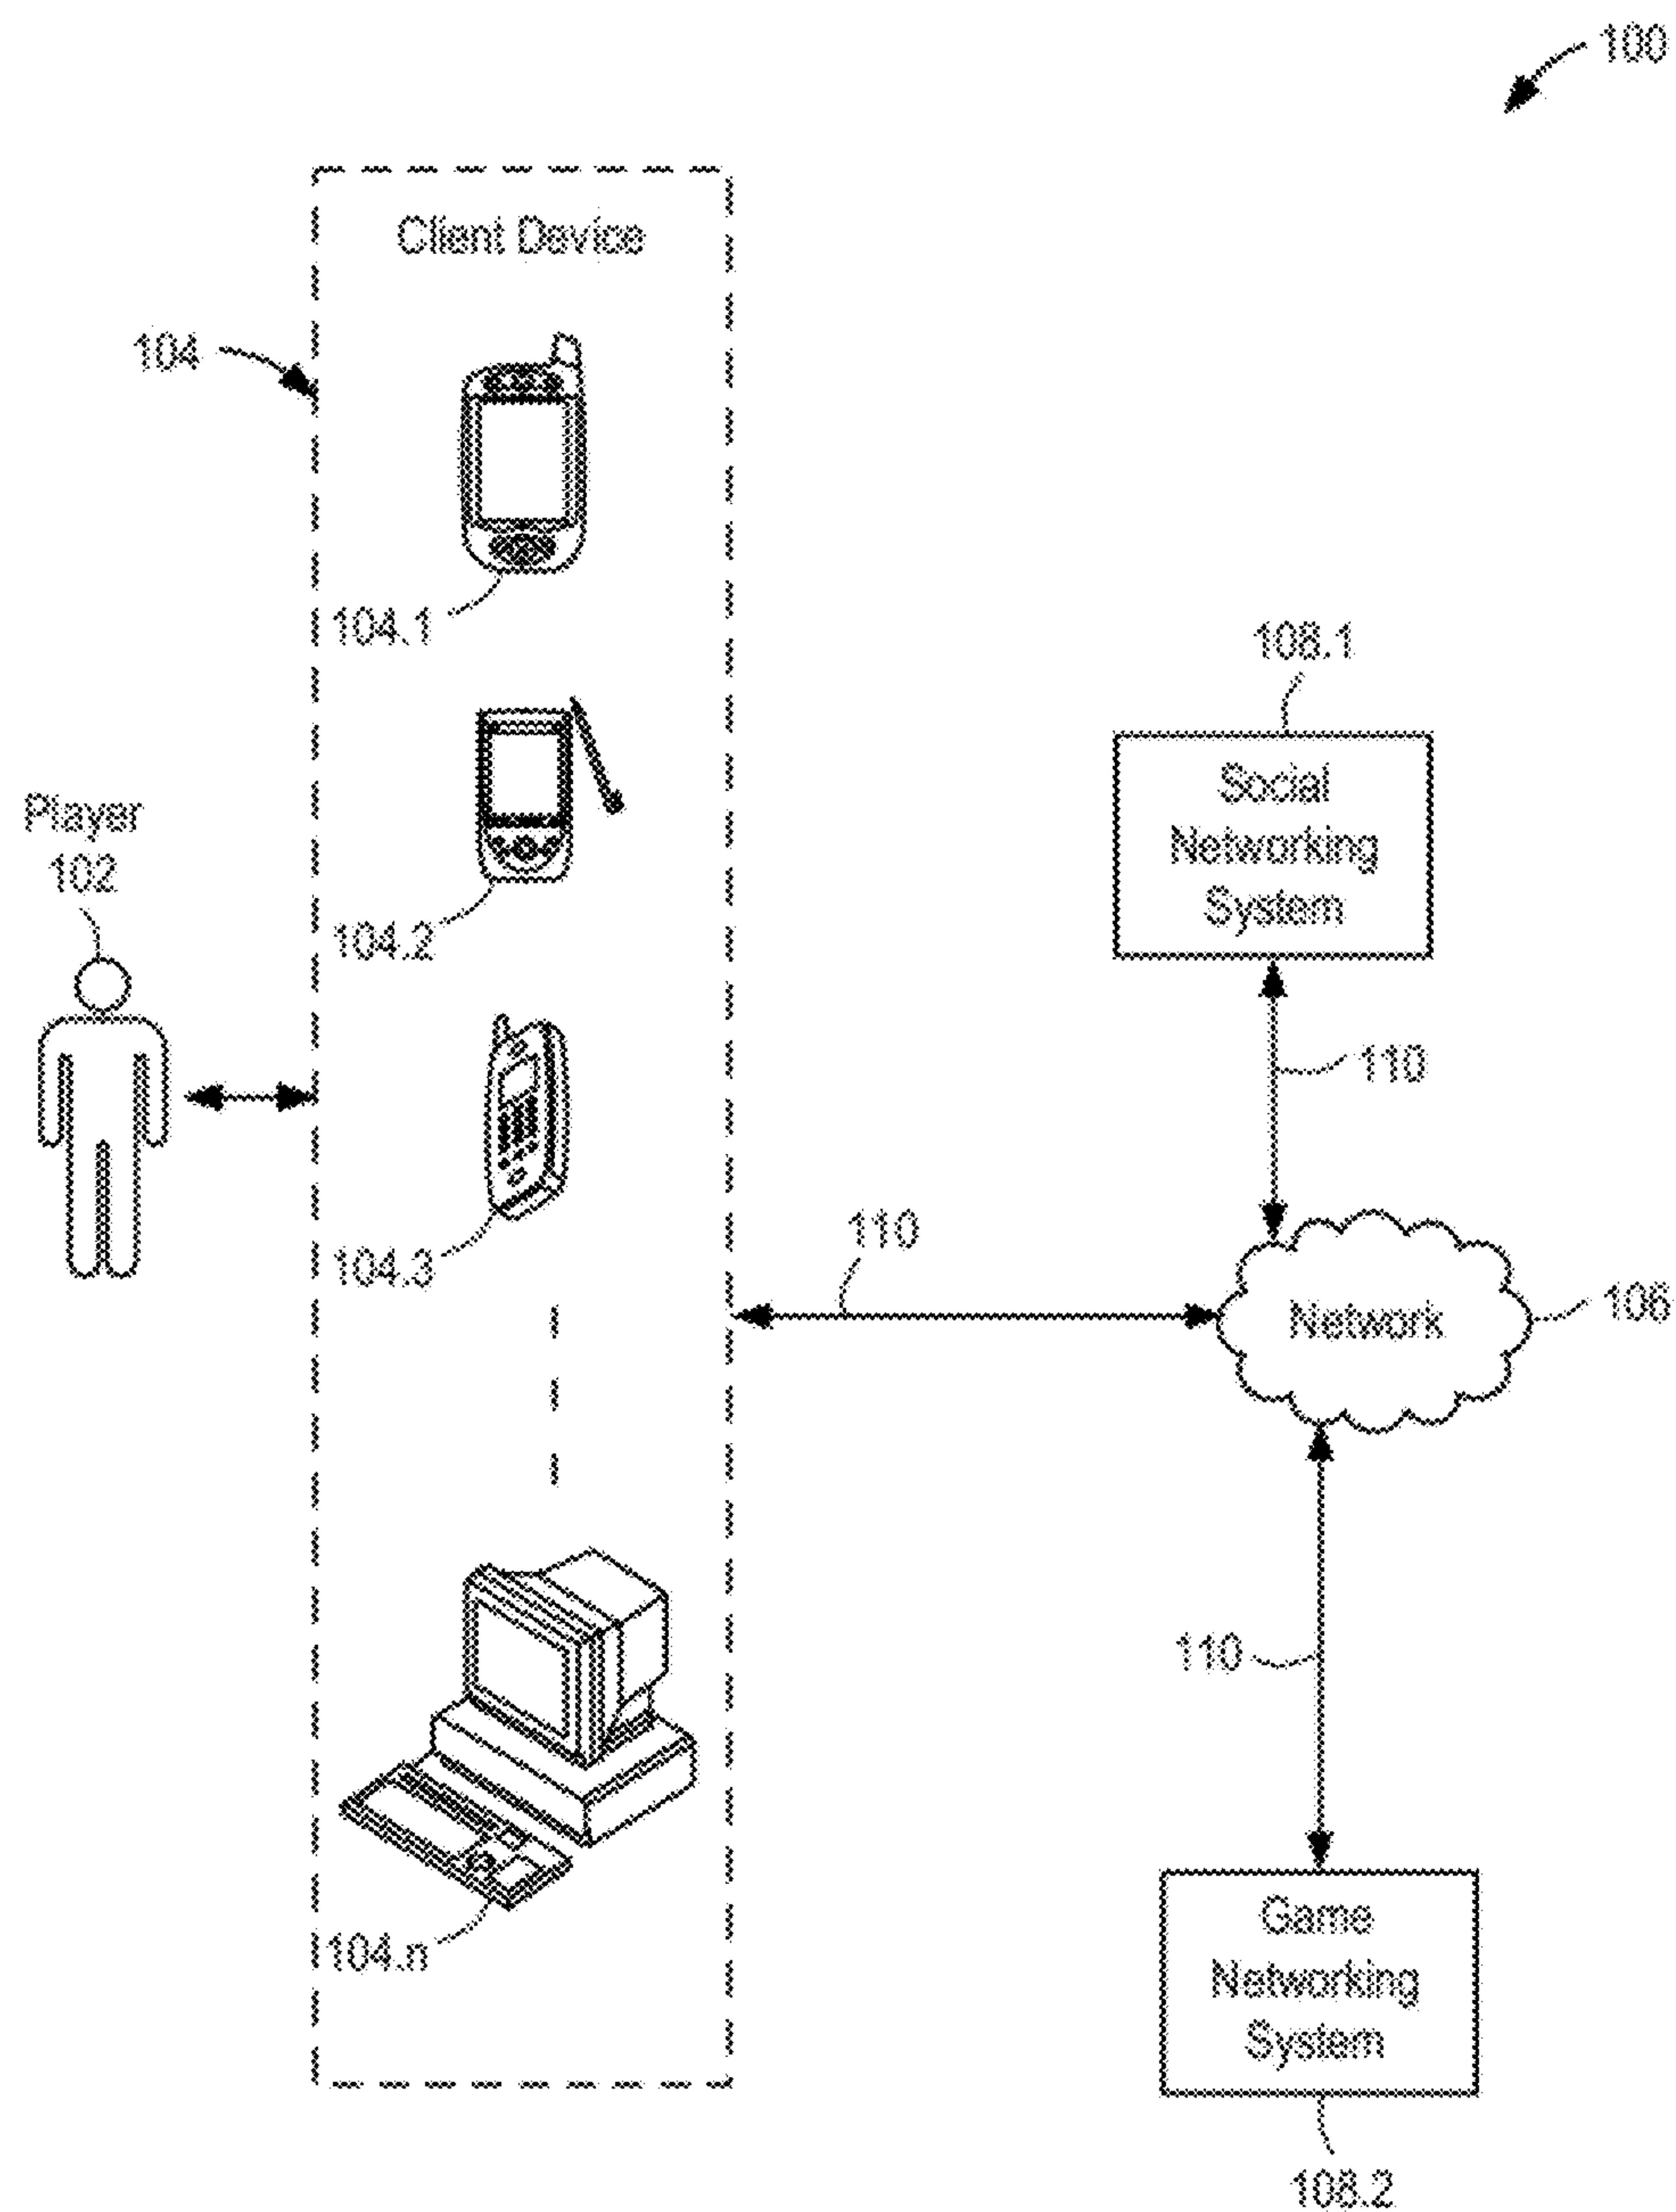 100
Client Device
104
104.1
108.1
Social
Networking
System
Player
102
104.2
110
110
104.3
Network
106
110
104.n
Game
Networking
System
108.2